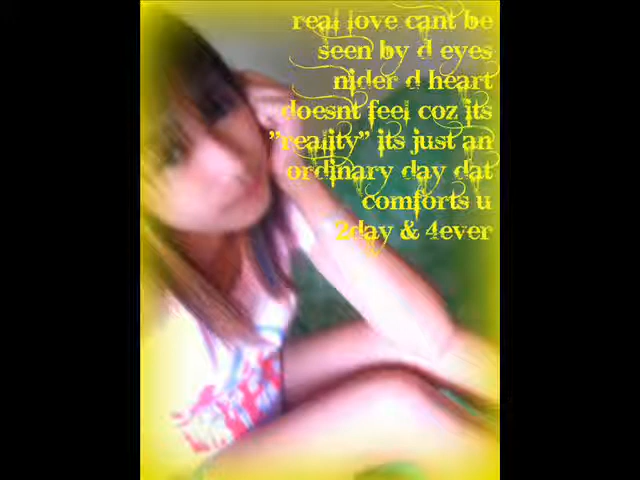 real love cant be
seen by d eyes
nider d heart
doesnt feel coz its
"reality" its just an
ordinary day dat
comforts u
2day & 4ever